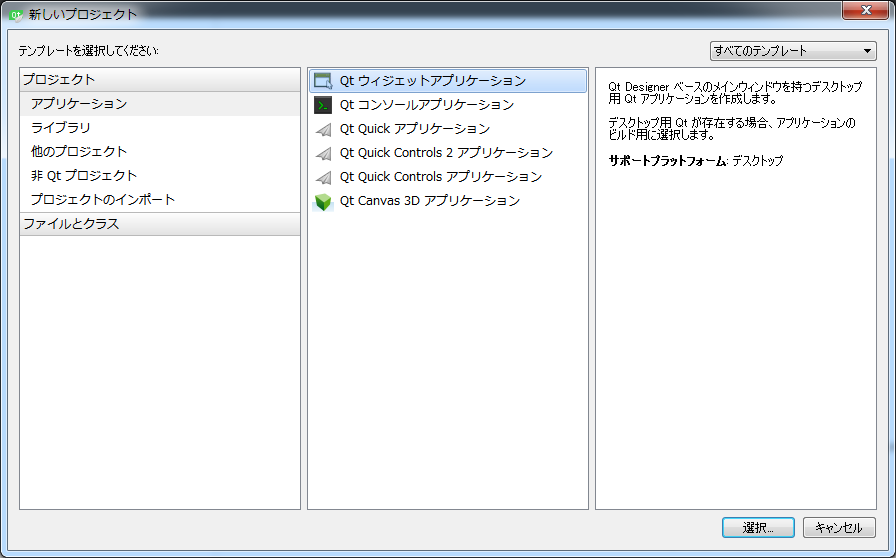 新しいプロジェクト
テンプレートを選択してください:
すべてのテンプレート
プロジェクト
アプリケーション
ライブラリ
他のプロジェクト
非 Qt プロジェクト
プロジェクトのインポート
ファイルとクラス
Qt ウィジェットアプリケーション
Qt コンソールアプリケーション
Qt Quick アプリケーション
Qt Quick Controls 2 アプリケーション
Qt Quick Controls アプリケーション
Qt Canvas 3D アプリケーション
Qt Designer ベースのメインウィンドウを持つデスクトップ
用 Qt アプリケーションを作成します。
デスクトップ用 Qt が存在する場合、アプリケーションの
ビルド用に選択します。
サポートプラットフォーム: デスクトップ
選択...
キャンセル